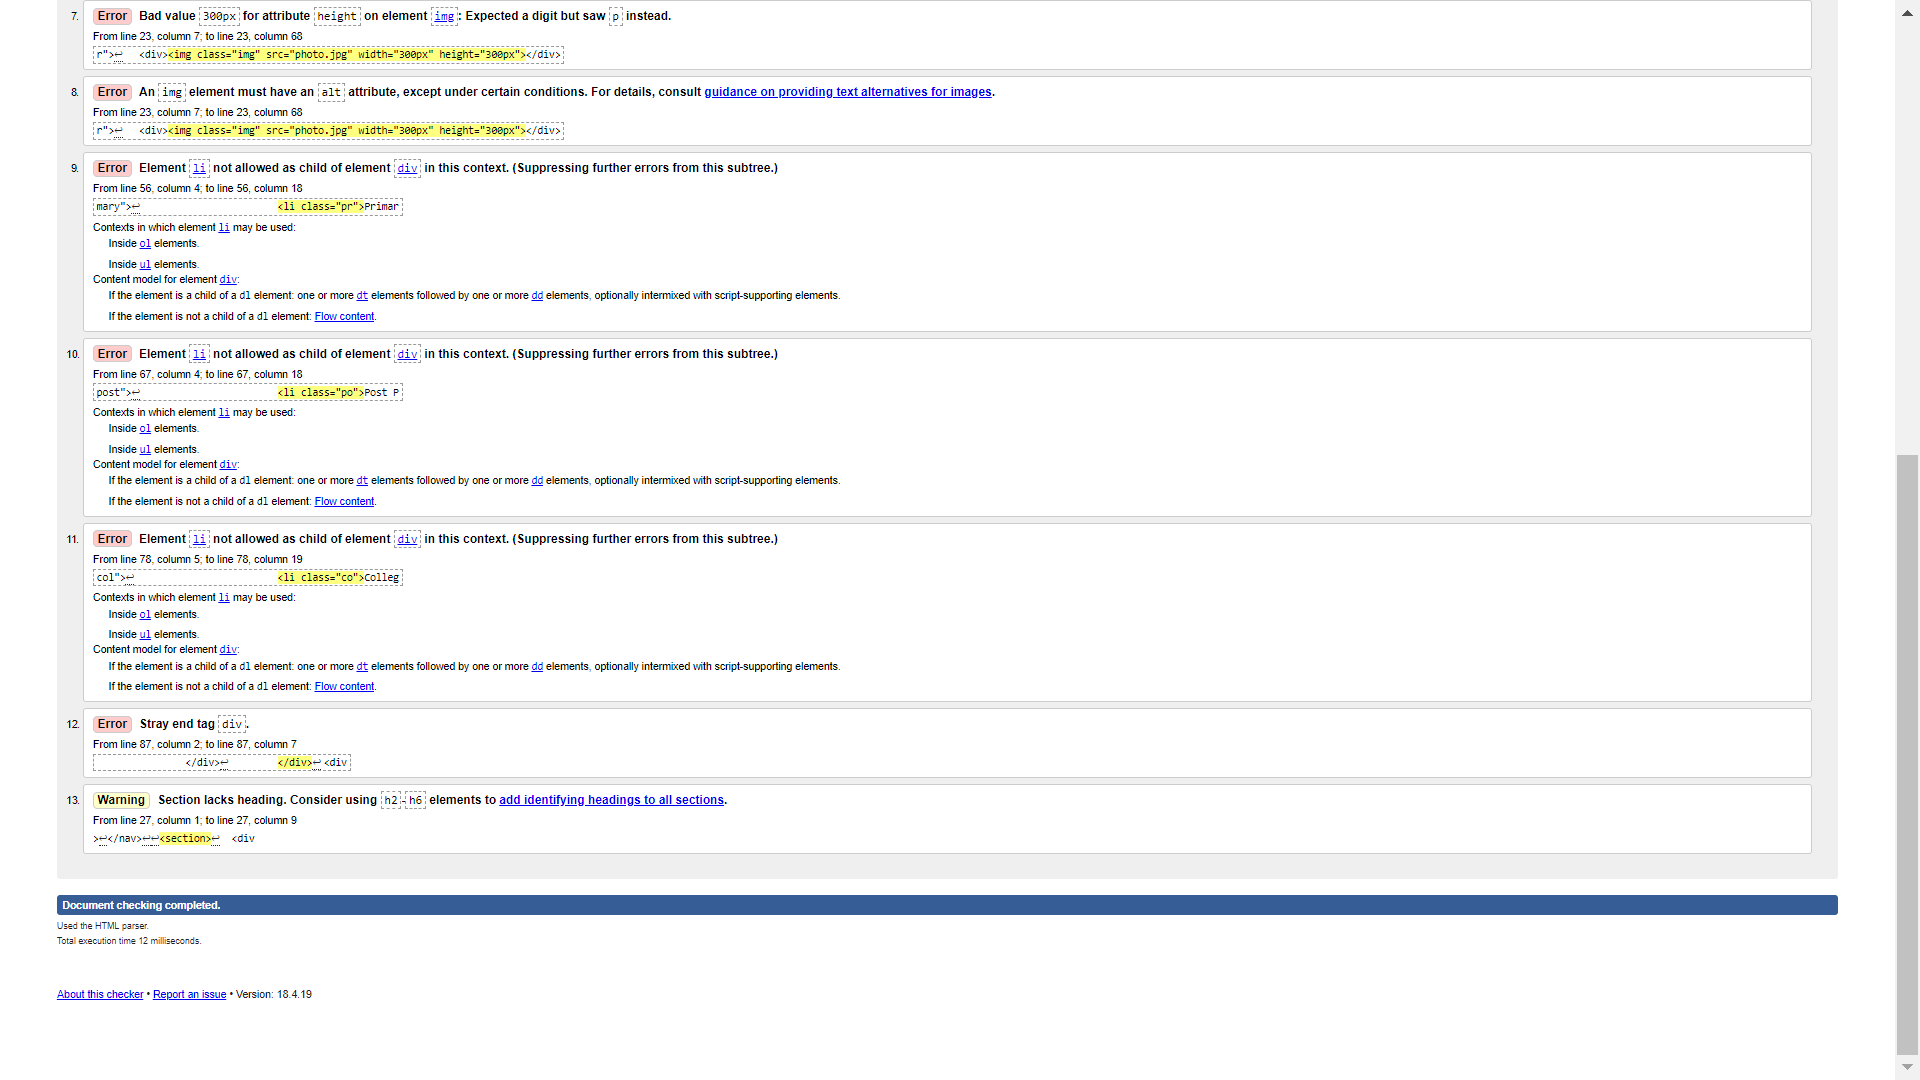 7. Error Bad value 300px for attribute height on element img: Expected a digit but saw p instead.
From line 23, column 7; to line 23, column 68
r">↩ <div><img class="img" src="photo.jpg" width="300px" height="300px"></div>
8. Error An img element must have an alt attribute, except under certain conditions. For details, consult guidance on providing text alternatives for images.
From line 23, column 7; to line 23, column 68
r">↩ <div><img class="img" src="photo.jpg" width="300px" height="300px"></div>
9. Error Element li not allowed as child of element div in this context. (Suppressing further errors from this subtree.)
From line 56, column 4; to line 56, column 18
mary">↩ <li class="pr">Primar
Contexts in which element li may be used:
Inside ol elements.
Inside ul elements.
Content model for element div:
If the element is a child of a dl element: one or more dt elements followed by one or more dd elements, optionally intermixed with script-supporting elements.
If the element is not a child of a dl element: Flow content.
10. Error Element li not allowed as child of element div in this context. (Suppressing further errors from this subtree.)
From line 67, column 4; to line 67, column 18
post">↩ <li class="po">Post P
Contexts in which element li may be used:
Inside ol elements.
Inside ul elements.
Content model for element div:
If the element is a child of a dl element: one or more dt elements followed by one or more dd elements, optionally intermixed with script-supporting elements.
If the element is not a child of a dl element: Flow content.
11. Error Element li not allowed as child of element div in this context. (Suppressing further errors from this subtree.)
From line 78, column 5; to line 78, column 19
col">↩ <li class="co">Colleg
Contexts in which element li may be used:
Inside ol elements.
Inside ul elements.
Content model for element div:
If the element is a child of a dl element: one or more dt elements followed by one or more dd elements, optionally intermixed with script-supporting elements.
If the element is not a child of a dl element: Flow content.
12. Error Stray end tag div.
From line 87, column 2; to line 87, column 7
</div>↩ </div>↩ <div
13. Warning Section lacks heading. Consider using h2-h6 elements to add identifying headings to all sections.
From line 27, column 1; to line 27, column 9
>↩</nav>↩↩<section>↩ <div
Document checking completed.
Used the HTML parser.
Total execution time 12 milliseconds.
About this checker • Report an issue • Version: 18.4.19